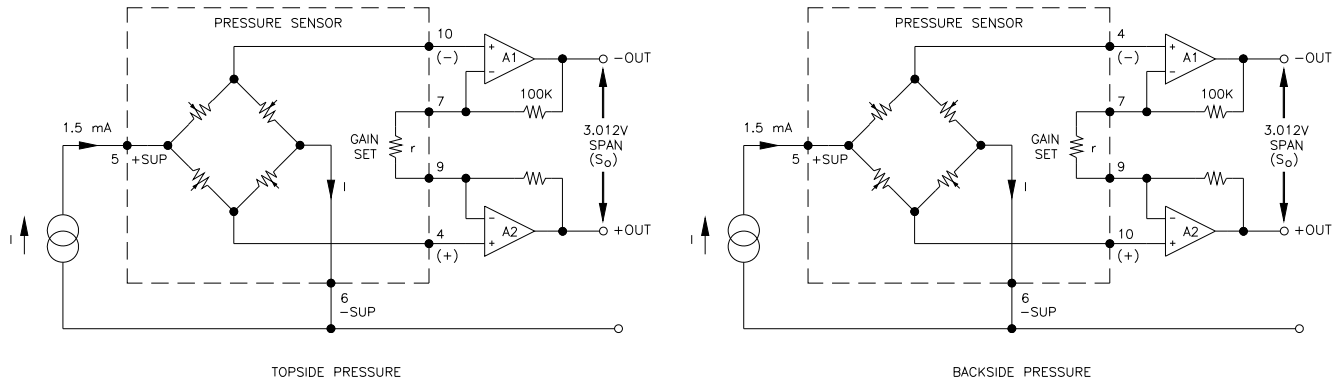 PRESSURE SENSOR
10
(−)
+
A1
−
−OUT
7
100K
1.5 mA
GAIN
SET
r
3.012V
SPAN
(So)
5
+SUP
9
I
I
−
A2
+
+OUT
4
(+)
6
−SUP
TOPSIDE PRESSURE
PRESSURE SENSOR
4
(−)
+
A1
−
−OUT
7
100K
1.5 mA
GAIN
SET
r
3.012V
SPAN
(So)
5
+SUP
9
I
I
−
A2
+
+OUT
10
(+)
6
−SUP
BACKSIDE PRESSURE